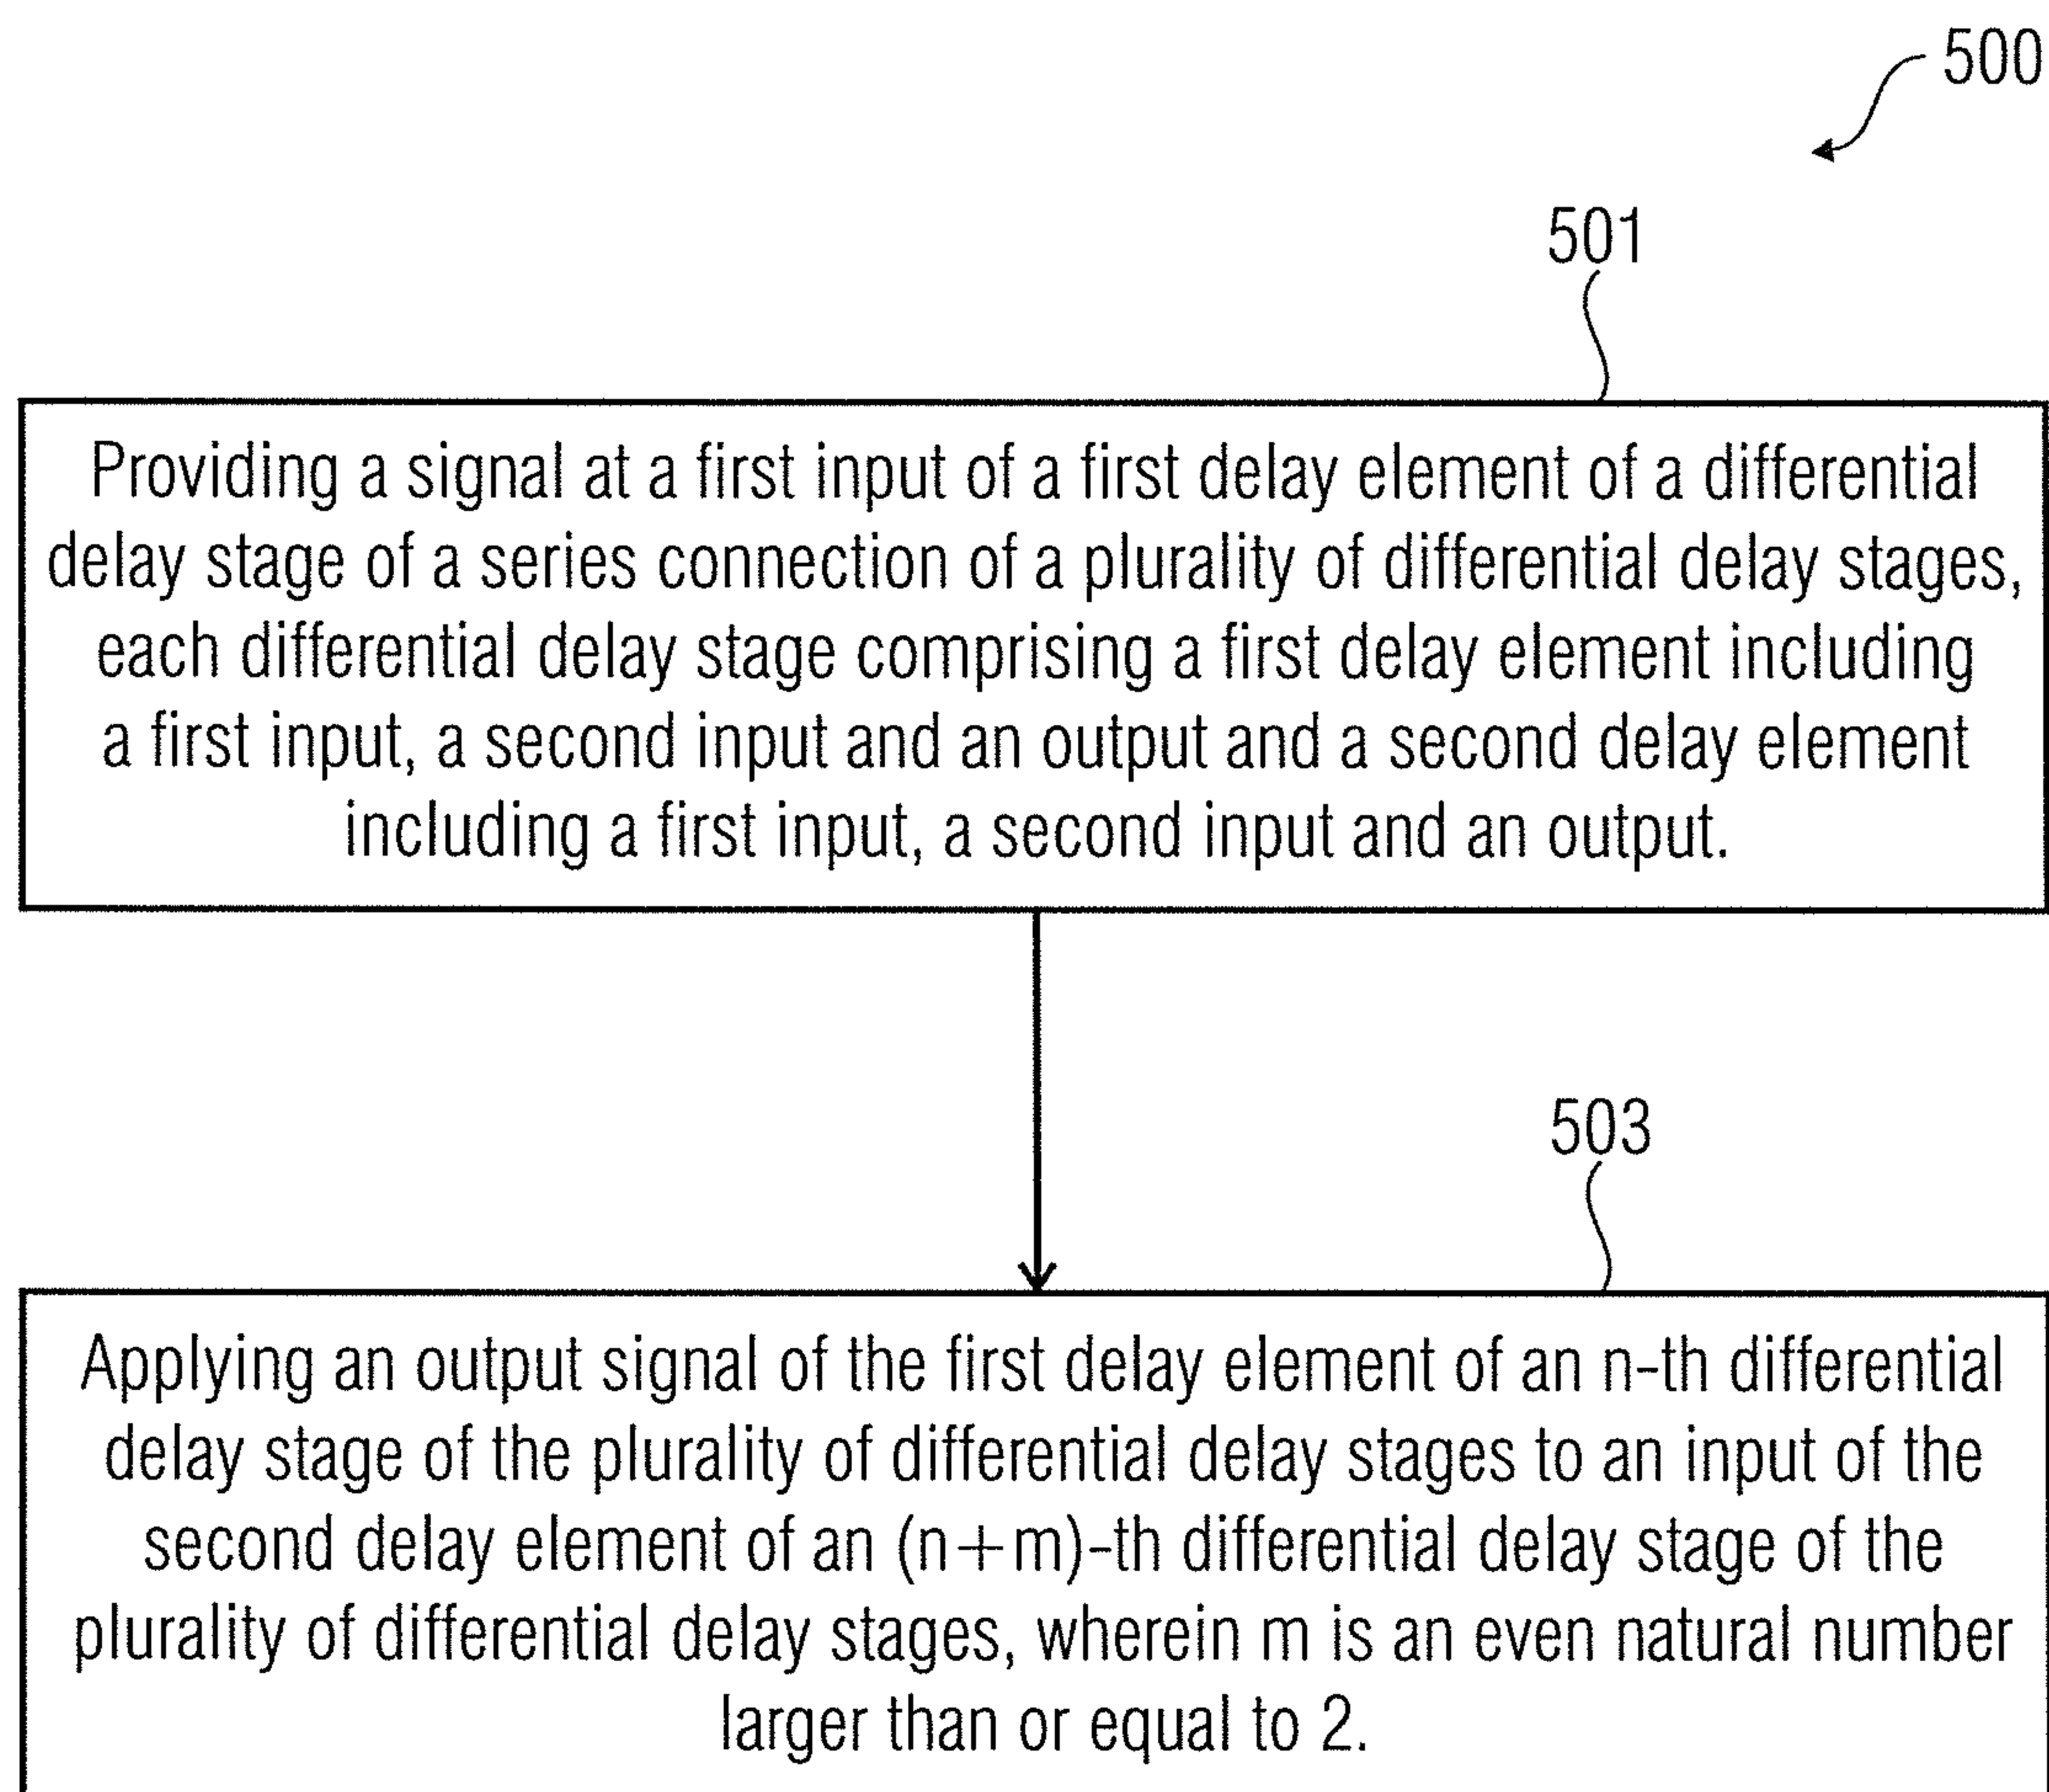 500
501
Providing a signal at a first input of a first delay element of a differential
delay stage of a series connection of a plurality of differential delay stages,
each differential delay stage comprising a first delay element including
a first input, a second input and an output and a second delay element
including a first input, a second input and an output.
503
Applying an output signal of the first delay element of an n-th differential
delay stage of the plurality of differential delay stages to an input of the
second delay element of an (n+m)-th differential delay stage of the
plurality of differential delay stages, wherein m is an even natural number
larger than or equal to 2.